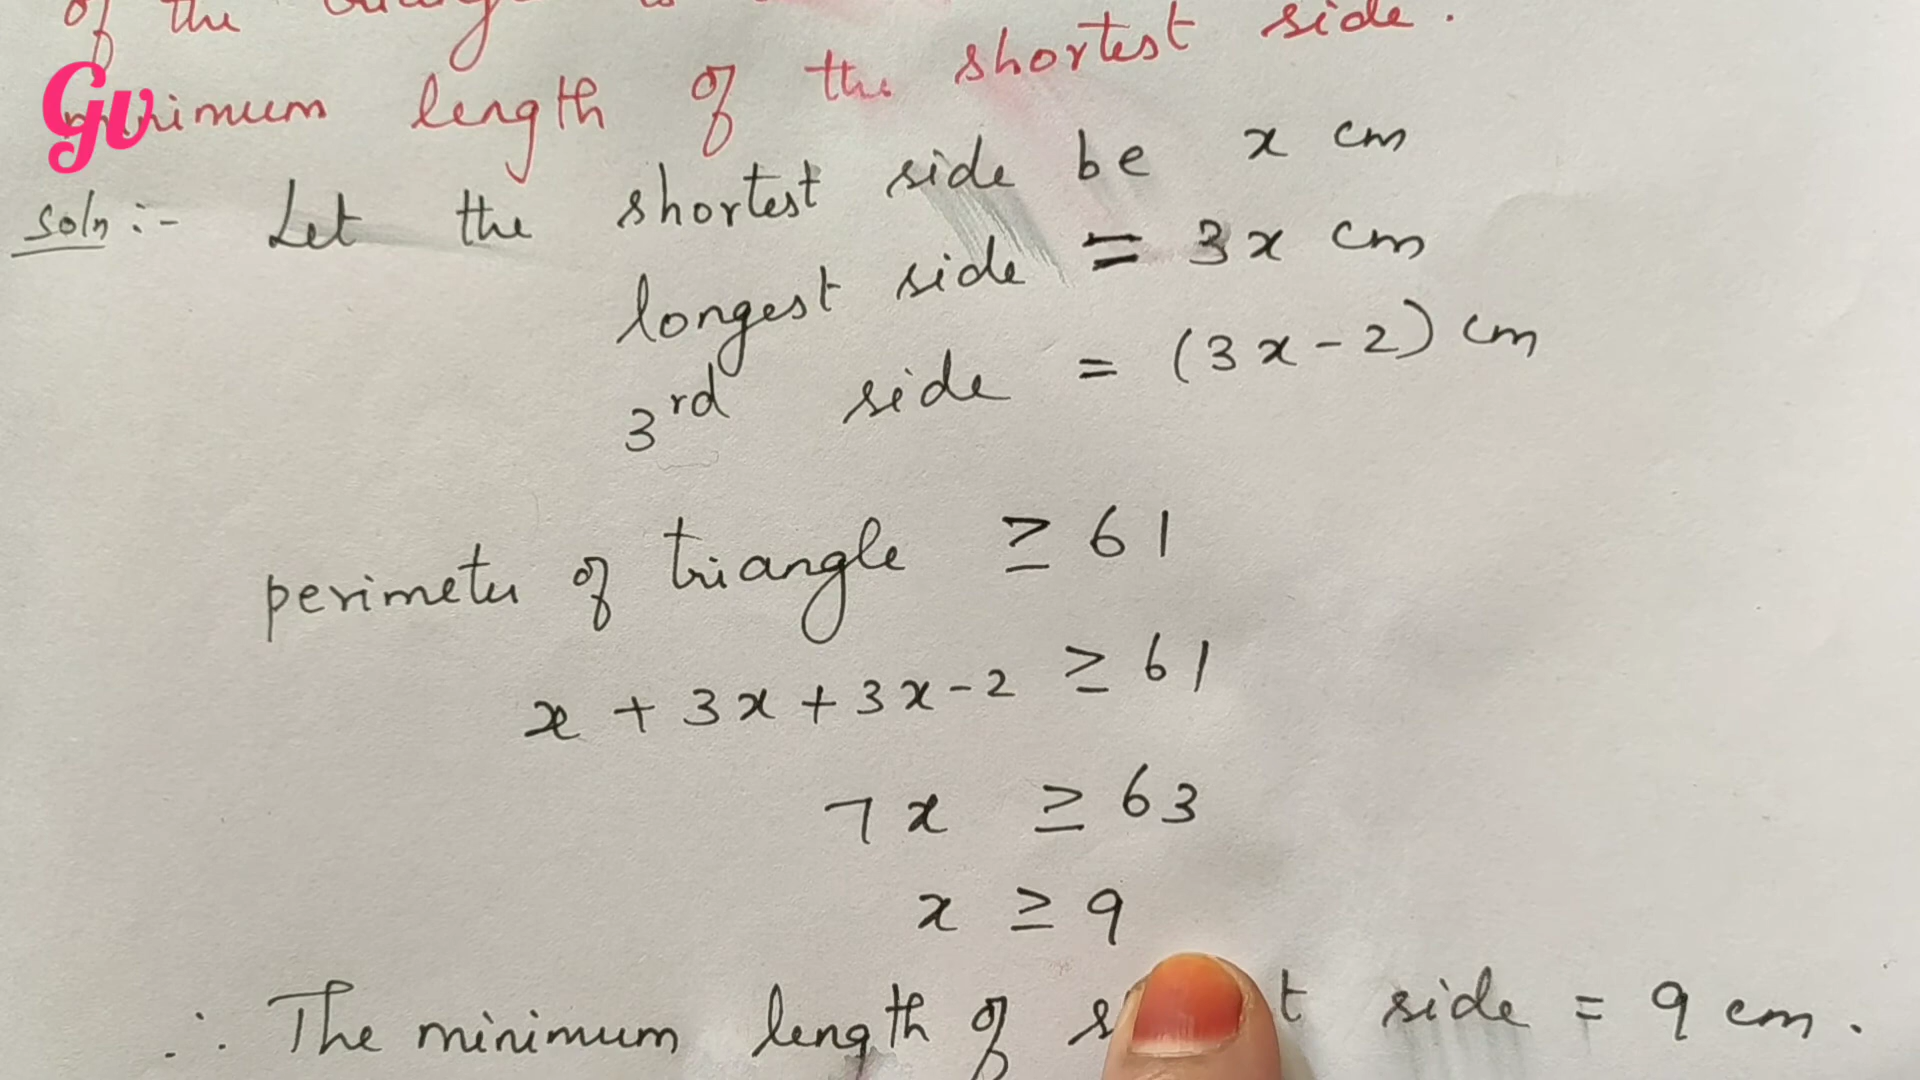 of the
minimum length of the shortest side.
Gv
Soln :- Let the shortest side be x cm
longest side = 3x cm
3rd side = (3x-2) cm
perimeter of triangle ≥ 61
x + 3x + 3x - 2 ≥ 61
7x ≥ 63
x ≥ 9
∴ The minimum length of side = 9 cm.